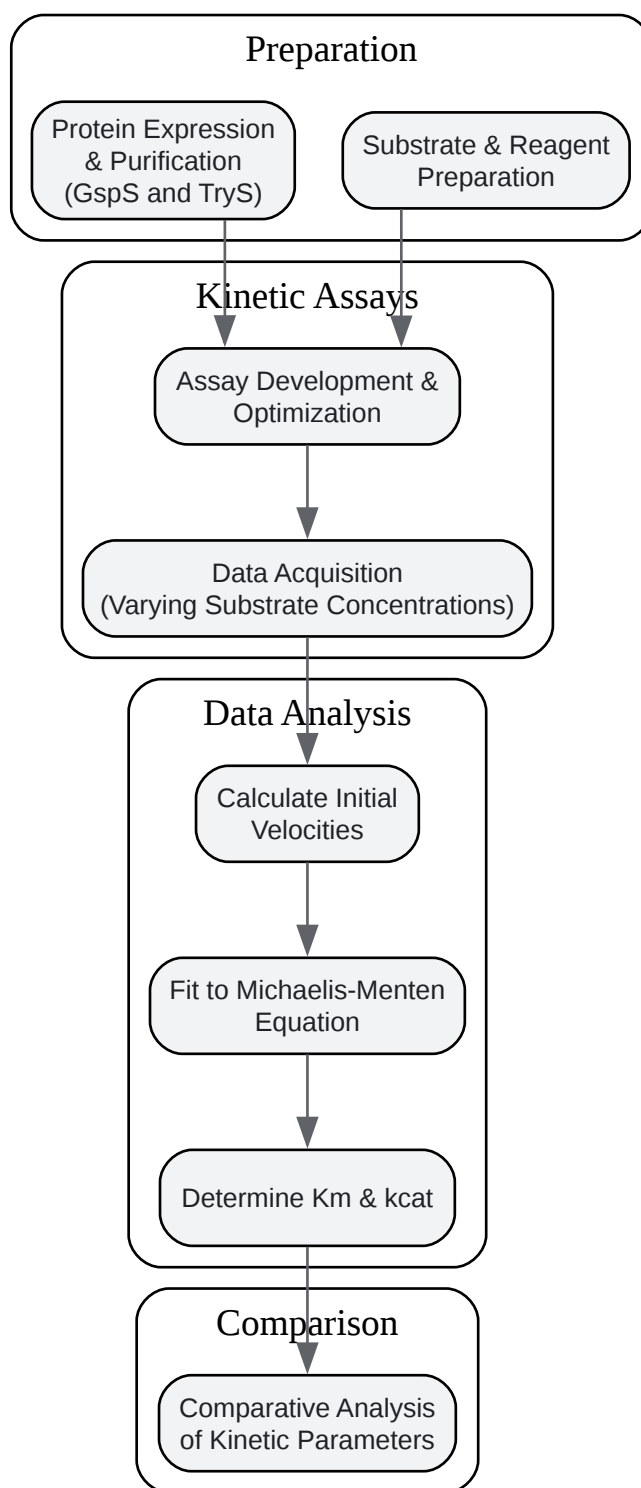 Preparation
Protein Expression
& Purification
(GspS and TryS)
Substrate & Reagent
Preparation
Kinetic Assays
Assay Development &
Optimization
Data Acquisition
(Varying Substrate Concentrations)
Data Analysis
Calculate Initial
Velocities
Fit to Michaelis-Menten
Equation
Determine Km & kcat
Comparison
Comparative Analysis
of Kinetic Parameters